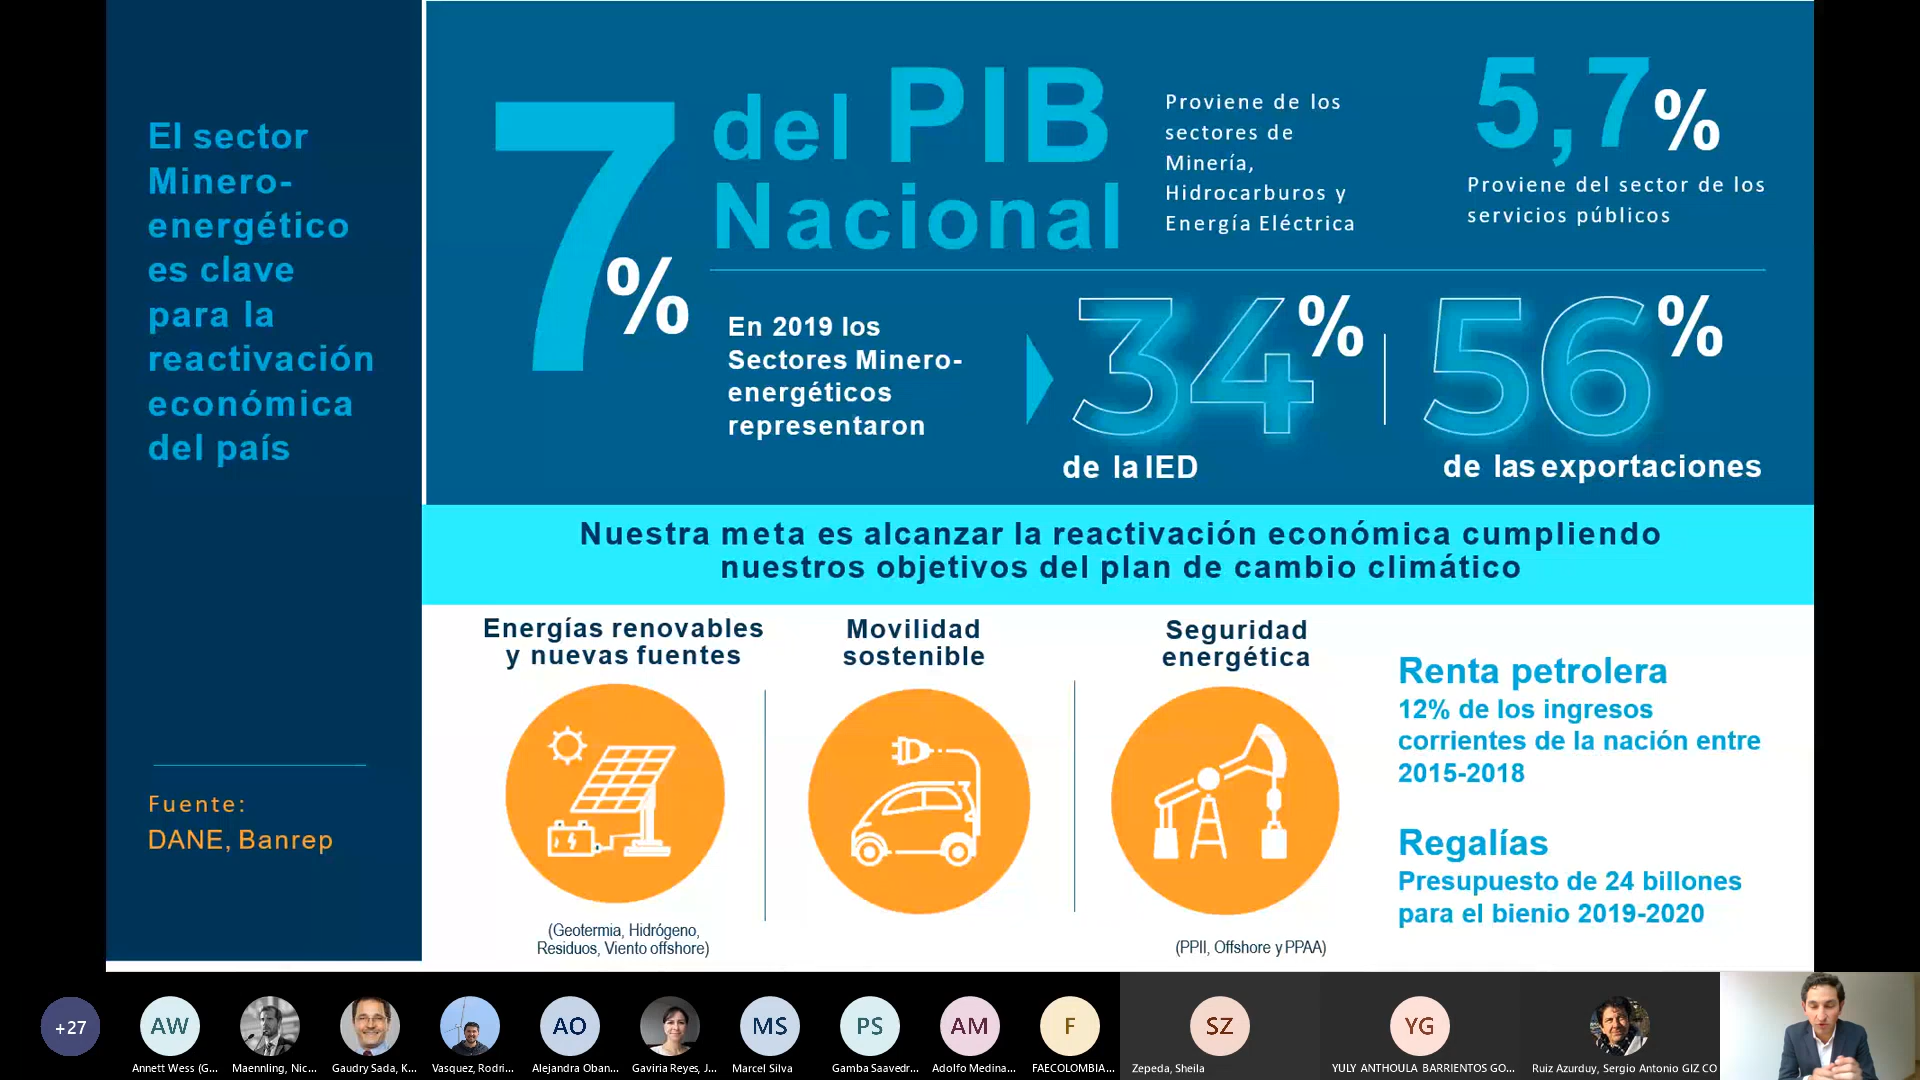 El sector
Minero-
energético
es clave
para la
reactivación
económica
del país
Fuente:
DANE, Banrep
7%
del PIB
Nacional
Proviene de los
sectores de
Minería,
Hidrocarburos y
Energía Eléctrica
5,7%
Proviene del sector de los
servicios públicos
En 2019 los
Sectores Minero-
energéticos
representaron
34%
de la IED
56%
de las exportaciones
Nuestra meta es alcanzar la reactivación económica cumpliendo
nuestros objetivos del plan de cambio climático
Energías renovables
y nuevas fuentes
(Geotermia, Hidrógeno,
Residuos, Viento offshore)
Movilidad
sostenible
Seguridad
energética
(PPII, Offshore y PPAA)
Renta petrolera
12% de los ingresos
corrientes de la nación entre
2015-2018
Regalías
Presupuesto de 24 billones
para el bienio 2019-2020
+27
AW
Annett Wess (G...
Maennling, Nic...
Gaudry Sada, K...
Vasquez, Rodri...
AO
Alejandra Oban...
Gaviria Reyes, J...
MS
Marcel Silva
PS
Gamba Saavedr...
AM
Adolfo Medina...
F
FAECOLOMBIA...
SZ
Zepeda, Sheila
YG
YULY ANTHOULA BARRIENTOS GO...
Ruiz Azurduy, Sergio Antonio GIZ CO